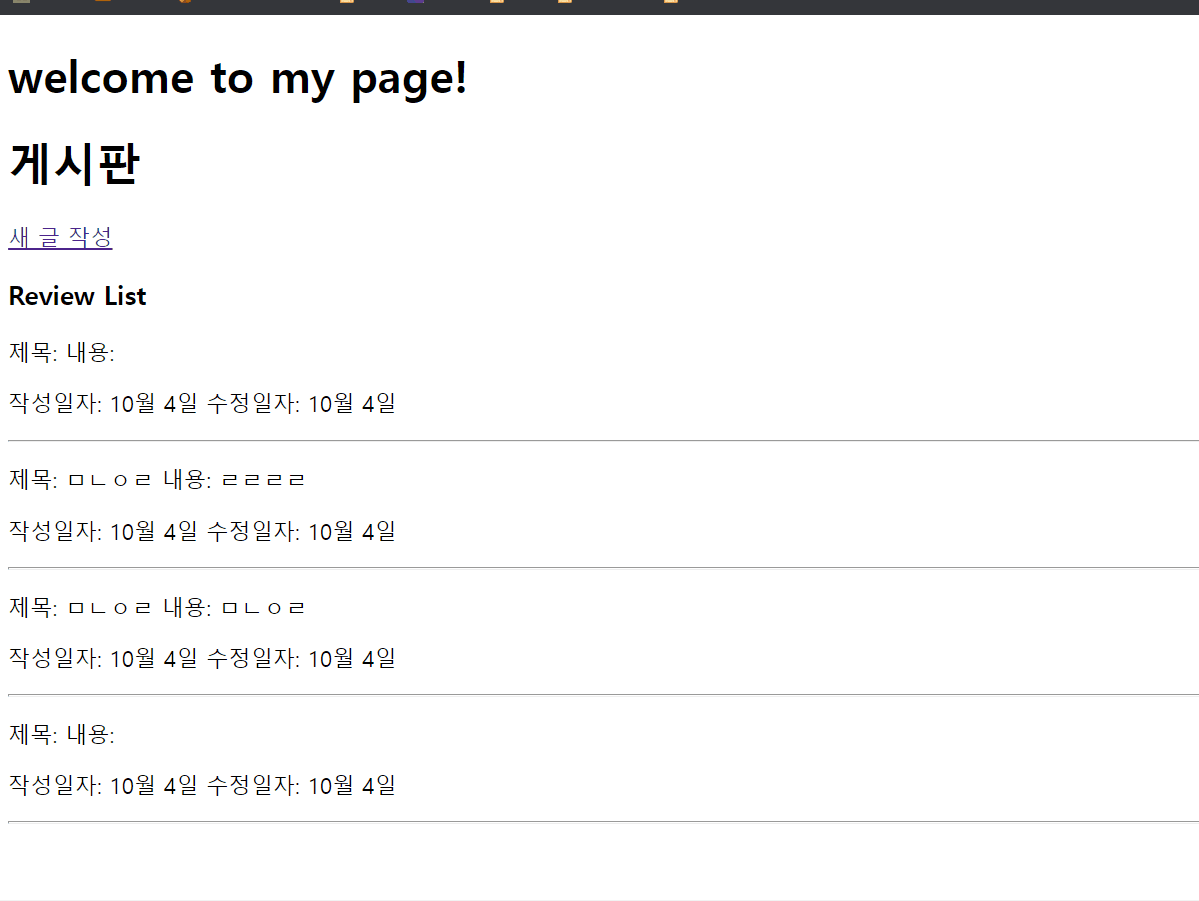 welcome to my page!
게시판
새 글 작성
Review List
제목: 내용:
작성일자: 10월 4일 수정일자: 10월 4일
제목: ㅁㄴㅇㄹ 내용: ㄹㄹㄹㄹ
작성일자: 10월 4일 수정일자: 10월 4일
제목: ㅁㄴㅇㄹ 내용: ㅁㄴㅇㄹ
작성일자: 10월 4일 수정일자: 10월 4일
제목: 내용:
작성일자: 10월 4일 수정일자: 10월 4일